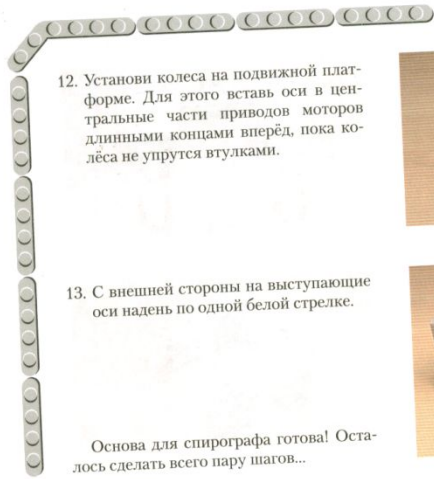 12. Установи колеса на подвижной плат-
форме. Для этого вставь оси в цен-
тральные части приводов моторов
длинными концами вперёд, пока ко-
лёса не упрутся втулками.
13. С внешней стороны на выступающие
оси надень по одной белой стрелке.
Основа для спирографа готова! Оста-
лось сделать всего пару шагов...